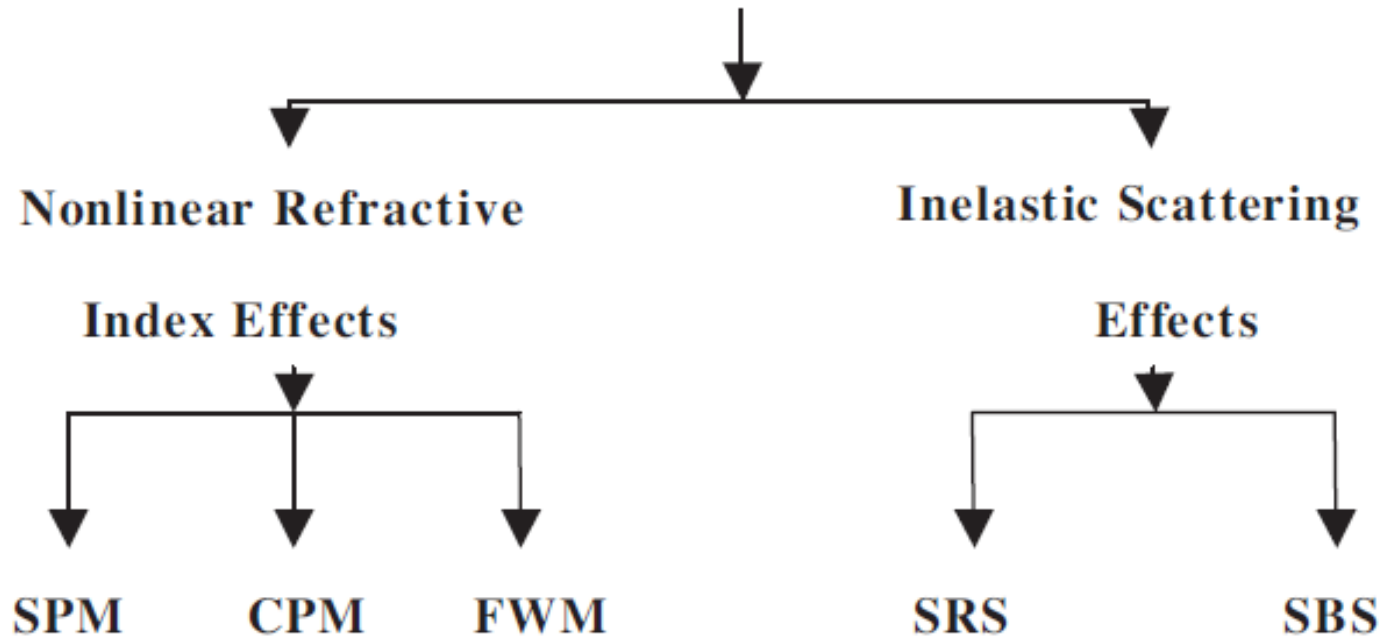 Nonlinear Refractive
Index Effects
Inelastic Scattering
Effects
SPM CPM FWM
SRS SBS